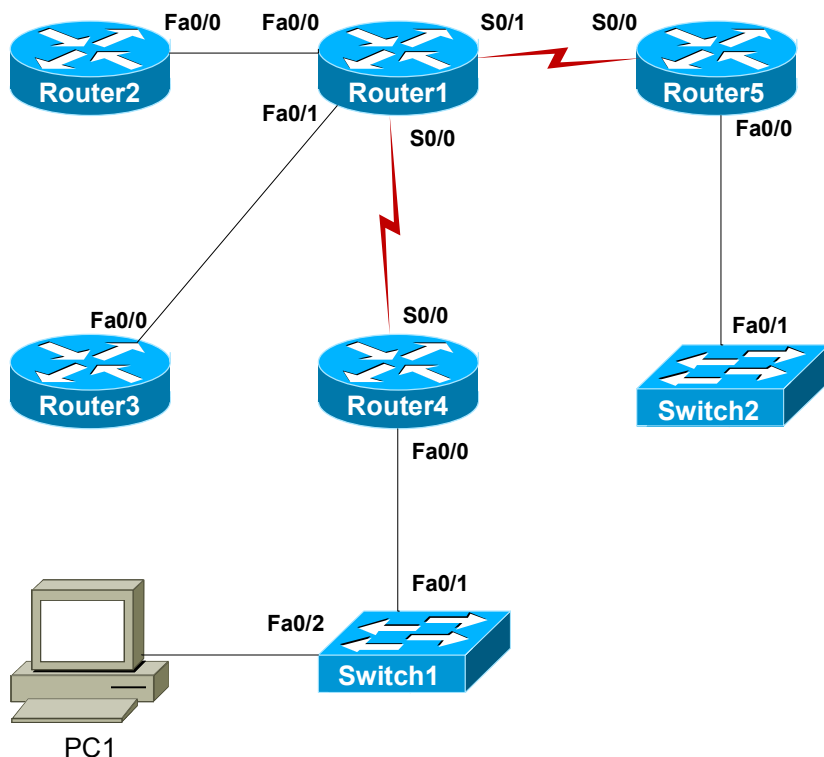 Fa0/0 Fa0/0 S0/1 S0/0
Router2 Router1 Router5
Fa0/1 Fa0/0
S0/0
Fa0/0 S0/0 Fa0/1
Router3 Router4 Switch2
Fa0/0
Fa0/1
Fa0/2
Switch1
PC1